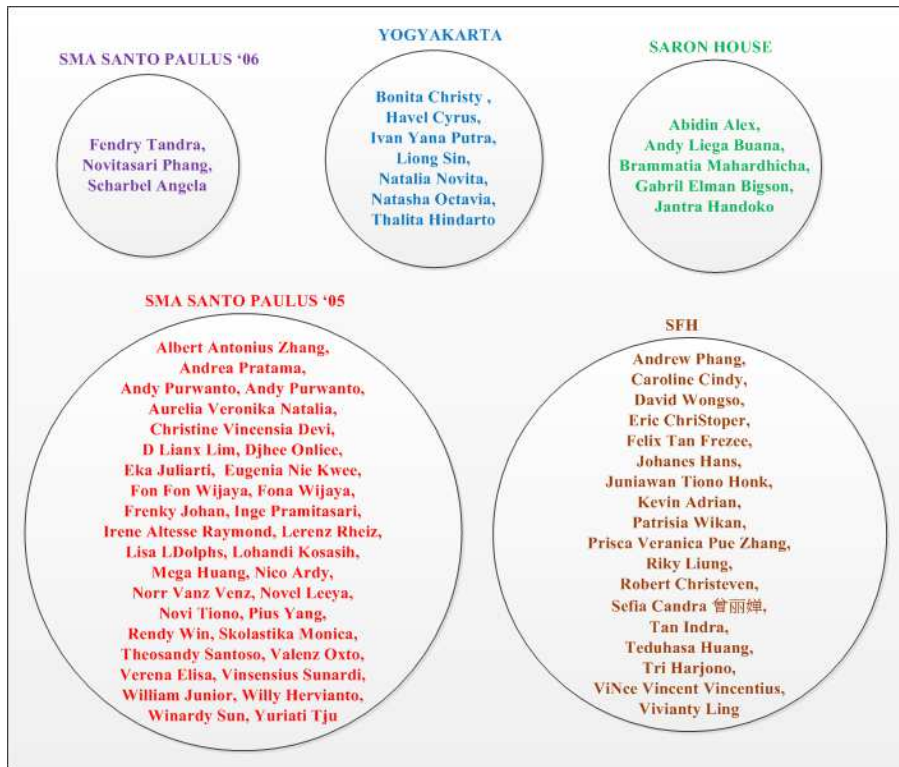 SMA SANTO PAULUS ‘06
Fendry Tandra,
Novitasari Phang,
Scharbel Angela
YOGYAKARTA
Bonita Christy ,
Havel Cyrus,
Ivan Yana Putra,
Liong Sin,
Natalia Novita,
Natasha Octavia,
Thalita Hindarto
SARON HOUSE
Abidin Alex,
Andy Liega Buana,
Brammatia Mahardhicha,
Gabril Elman Bigson,
Jantra Handoko
SMA SANTO PAULUS ‘05
Albert Antonius Zhang,
Andrea Pratama,
Andy Purwanto, Andy Purwanto,
Aurelia Veronika Natalia,
Christine Vincensia Devi,
D Lianx Lim, Djhee Onliee,
Eka Juliarti,  Eugenia Nie Kwee,
Fon Fon Wijaya, Fona Wijaya,
Frenky Johan, Inge Pramitasari,
Irene Altesse Raymond, Lerenz Rheiz,
Lisa LDolphs, Lohandi Kosasih,
Mega Huang, Nico Ardy,
Norr Vanz Venz, Novel Leeya,
Novi Tiono, Pius Yang,
Rendy Win, Skolastika Monica,
Theosandy Santoso, Valenz Oxto,
Verena Elisa, Vinsensius Sunardi,
William Junior, Willy Hervianto,
Winardy Sun, Yuriati Tju
SFH
Andrew Phang,
Caroline Cindy,
David Wongso,
Eric ChriStoper,
Felix Tan Frezee,
Johanes Hans,
Juniawan Tiono Honk,
Kevin Adrian,
Patrisia Wikan,
Prisca Veranica Pue Zhang,
Riky Liung,
Robert Christeven,
Sefia Candra 曾丽婵,
Tan Indra,
Teduhasa Huang,
Tri Harjono,
ViNce Vincent Vincentius,
Vivianty Ling